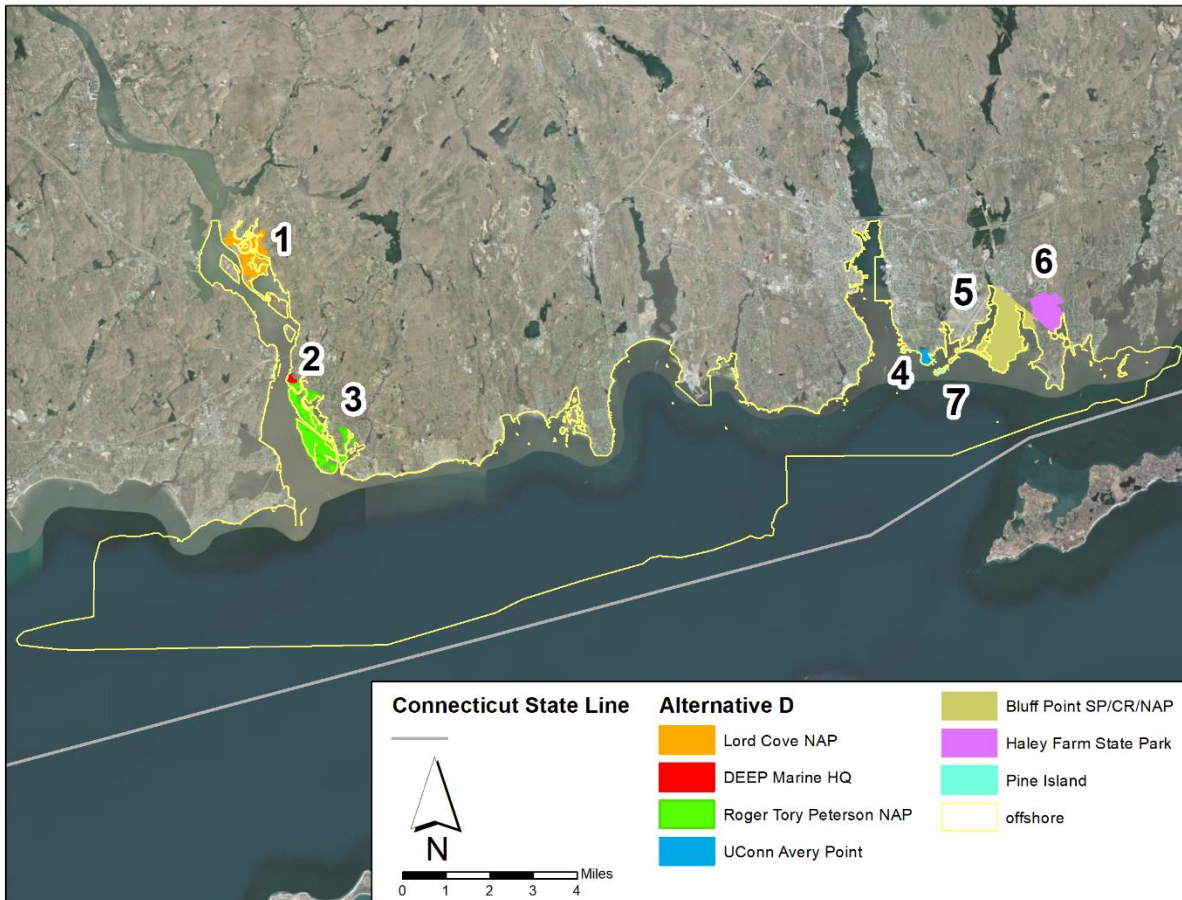 1
2
3
4
5
6
7
Connecticut State Line
N
0 1 2 3 4 Miles
Alternative D
Lord Cove NAP
DEEP Marine HQ
Roger Tory Peterson NAP
UConn Avery Point
Bluff Point SP/CR/NAP
Haley Farm State Park
Pine Island
offshore